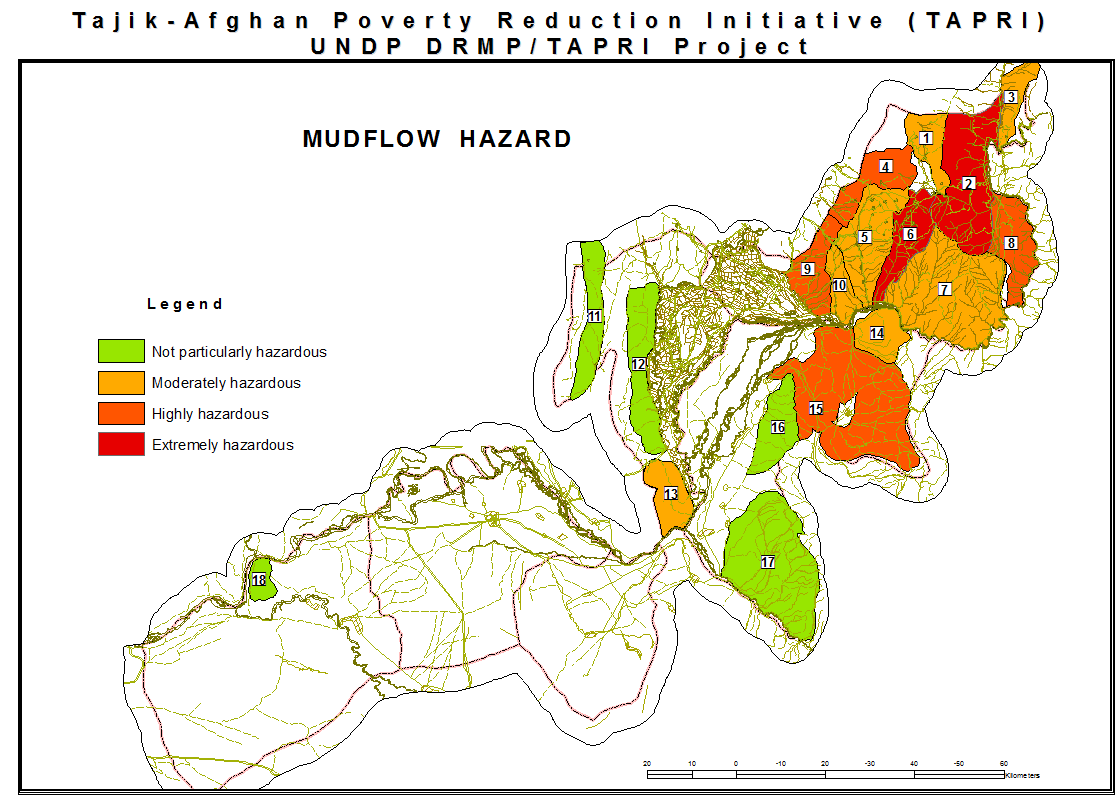 Tajik-Afghan Poverty Reduction Initiative (TAPRI)
UNDP DRMP/TAPRI Project
MUDFLOW HAZARD
3
1
4
2
6
5
8
9
10
7
11
14
12
15
16
13
17
18
Legend
Not particularly hazardous
Moderately hazardous
Highly hazardous
Extremely hazardous
20 10 0 -10 20 -30 40 -50 60
Kilometers